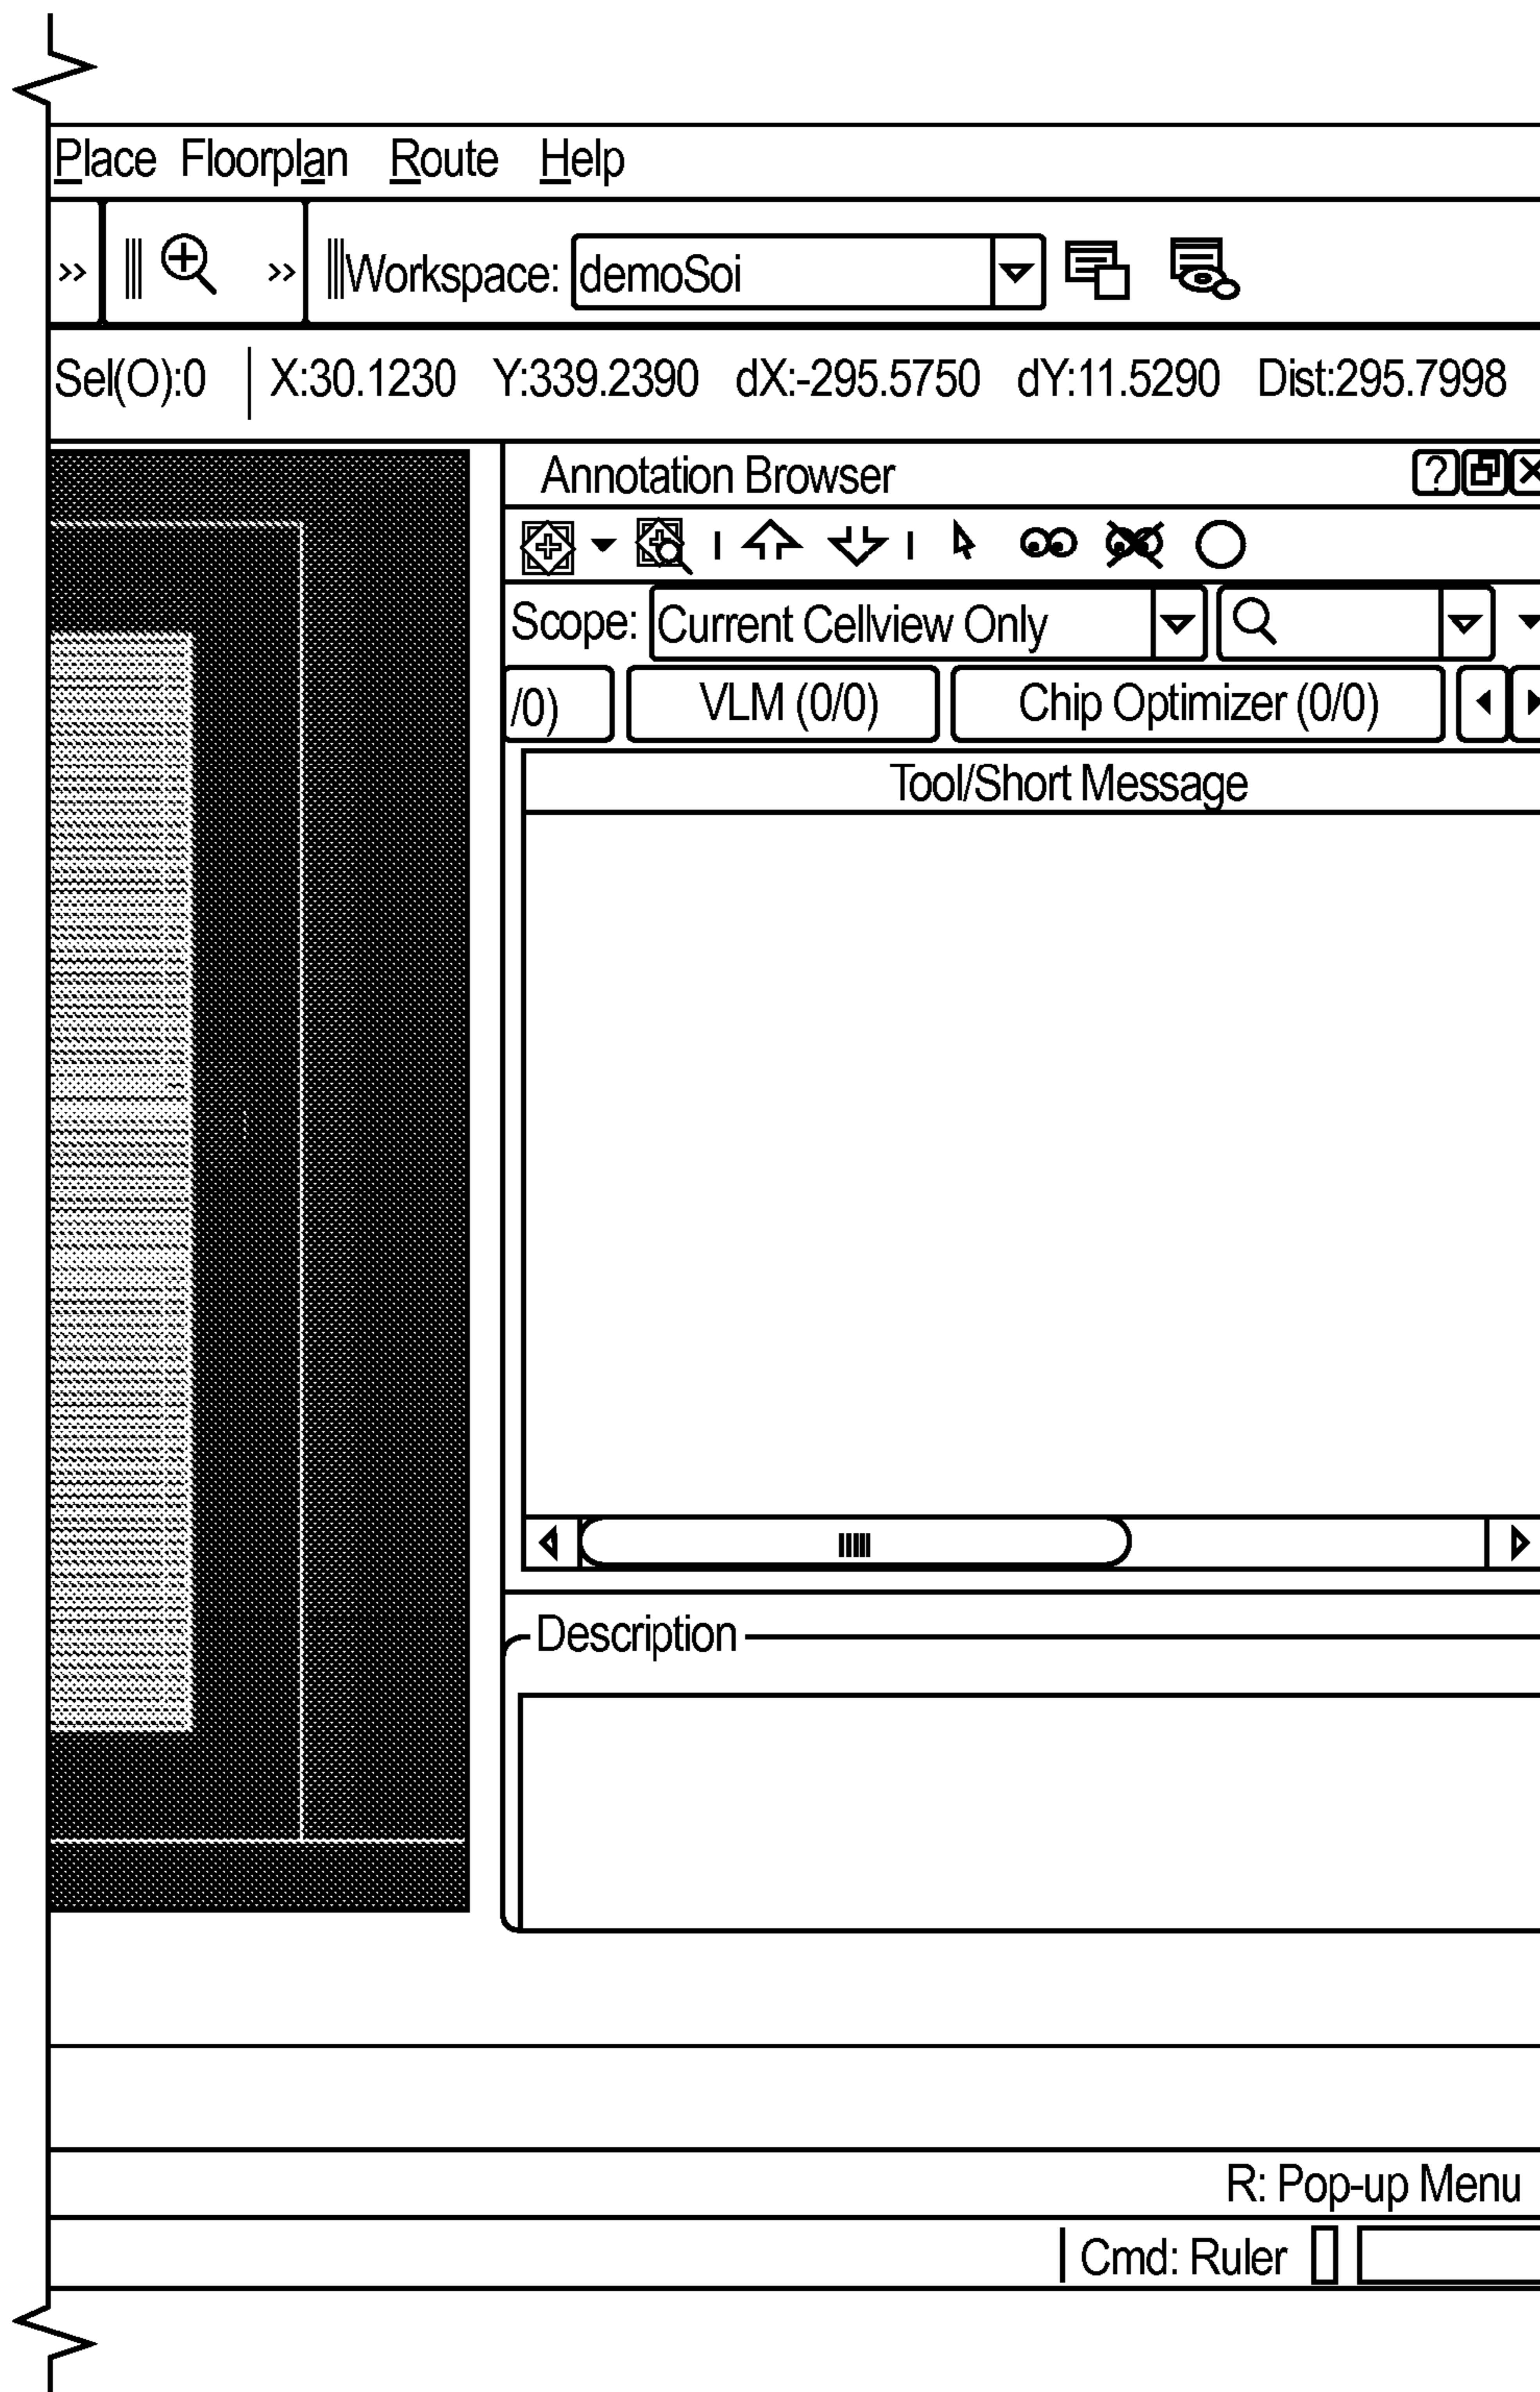 Place Floorplan Route Help
>> >> Workspace: demoSoi
Sel(O):0 X:30.1230 Y:339.2390 dX:-295.5750 dY:11.5290 Dist:295.7998
Annotation Browser ?
Scope: Current Cellview Only
/0) VLM (0/0) Chip Optimizer (0/0)
Tool/Short Message
Description
R: Pop-up Menu
Cmd: Ruler